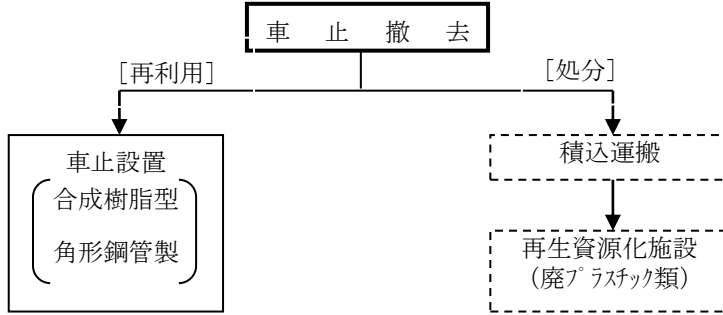 車　止　撤　去
[再利用]
[処分]
車止設置
合成樹脂型
角形鋼管製
積込運搬
再生資源化施設
(廃ﾌﾟﾗｽﾁｯｸ類)